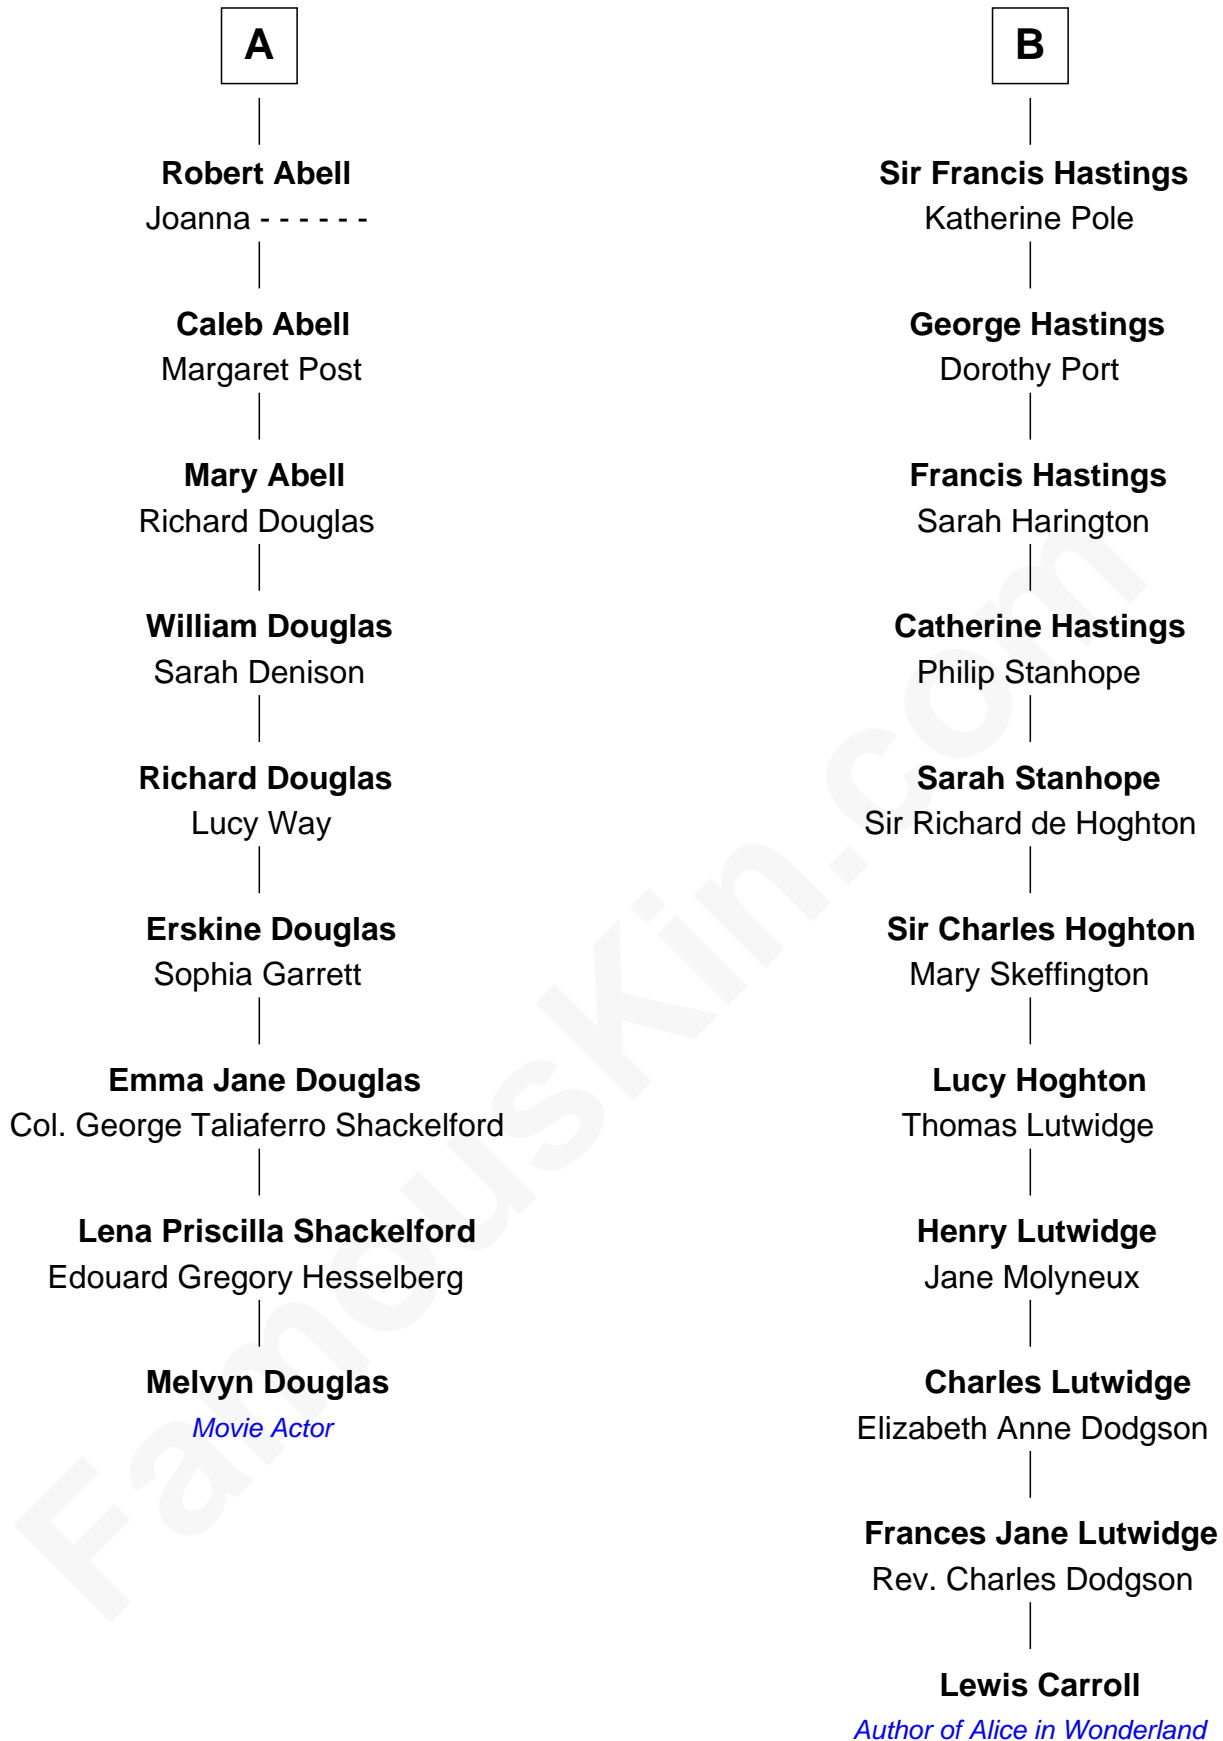 A
Robert Abell
Joanna - - - - - -
Caleb Abell
Margaret Post
Mary Abell
Richard Douglas
William Douglas
Sarah Denison
Richard Douglas
Lucy Way
Erskine Douglas
Sophia Garrett
Emma Jane Douglas
Col. George Taliaferro Shackelford
Lena Priscilla Shackelford
Edouard Gregory Hesselberg
Melvyn Douglas
Movie Actor
B
Sir Francis Hastings
Katherine Pole
George Hastings
Dorothy Port
Francis Hastings
Sarah Harington
Catherine Hastings
Philip Stanhope
Sarah Stanhope
Sir Richard de Hoghton
Sir Charles Hoghton
Mary Skeffington
Lucy Hoghton
Thomas Lutwidge
Henry Lutwidge
Jane Molyneux
Charles Lutwidge
Elizabeth Anne Dodgson
Frances Jane Lutwidge
Rev. Charles Dodgson
Lewis Carroll
Author of Alice in Wonderland
FamousKin.com